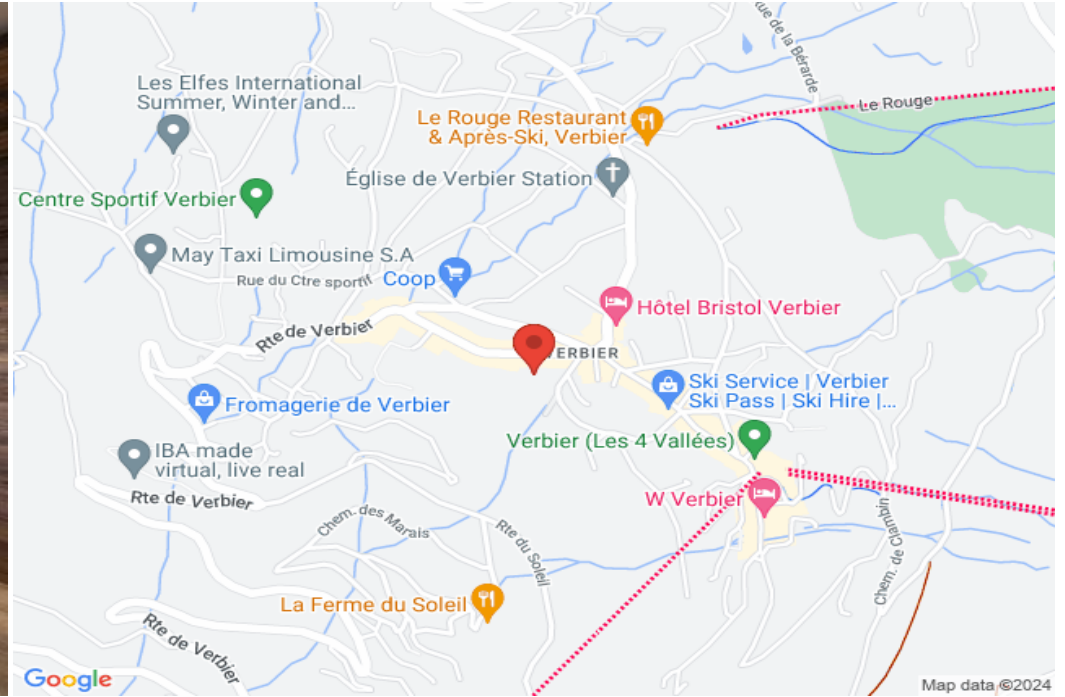 Rue de la Bérarde
Les Elfes International
Summer, Winter and...
Le Rouge
Le Rouge Restaurant
& Après-Ski, Verbier
Église de Verbier Station
Centre Sportif Verbier
May Taxi Limousine S.A
Rue du Ctre sportif
Coop
Hôtel Bristol Verbier
Rte de Verbier
VERBIER
Ski Service | Verbier
Ski Pass | Ski Hire |...
Fromagerie de Verbier
Verbier (Les 4 Vallées)
IBA made
virtual, live real
W Verbier
Rte de Verbier
Chem. des Marais
Rte du Soleil
Chem. de Clambin
La Ferme du Soleil
Rte de Verbier
Google
Map data ©2024